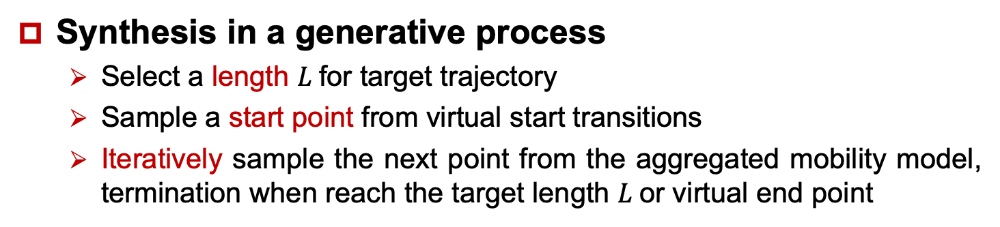 Synthesis in a generative process
Select a length L for target trajectory
Sample a start point from virtual start transitions
Iteratively sample the next point from the aggregated mobility model,
termination when reach the target length L or virtual end point